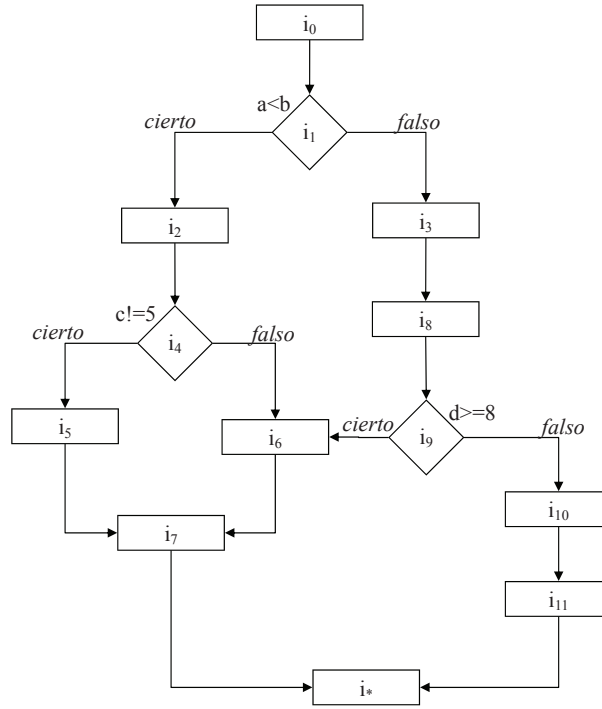 i₀
a<b
cierto
falso
i₁
i₂
i₃
c!=5
cierto
falso
i₄
i₈
i₅
i₆
cierto
d>=8
falso
i₉
i₇
i₁₀
i₁₁
i*